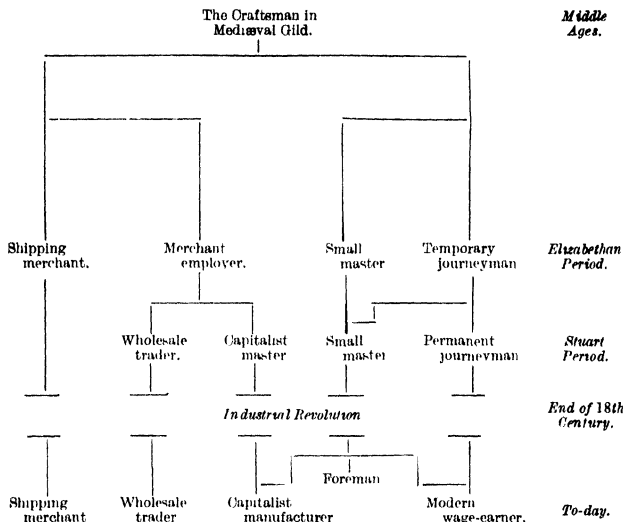 The Craftsman in
Mediæval Gild.
Middle
Ages.
Shipping
merchant.
Merchant
employer.
Small
master
Temporary
journeyman
Elizabethan
Period.
Wholesale
trader.
Capitalist
master
Small
master
Permanent
journeyman
Stuart
Period.
Industrial Revolution
End of 18th
Century.
Foreman
Shipping
merchant
Wholesale
trader
Capitalist
manufacturer
Modern
wage-earner.
To-day.